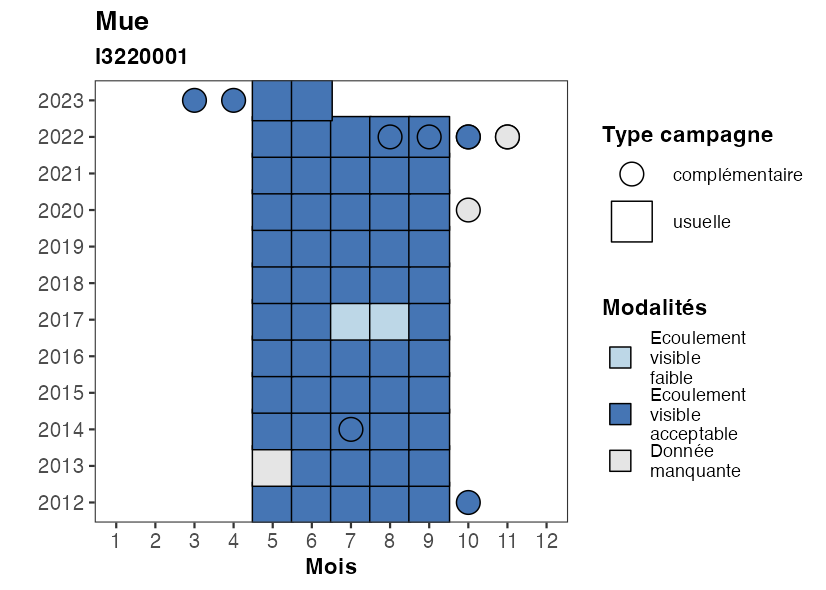 Mue
I3220001
2023
2022
2021
2020
2019
2018
2017
2016
2015
2014
2013
2012
1 2 3 4 5 6 7 8 9 10 11 12
Mois
Type campagne
complémentaire
usuelle
Modalités
Ecoulement
visible
faible
Ecoulement
visible
acceptable
Donnée
manquante